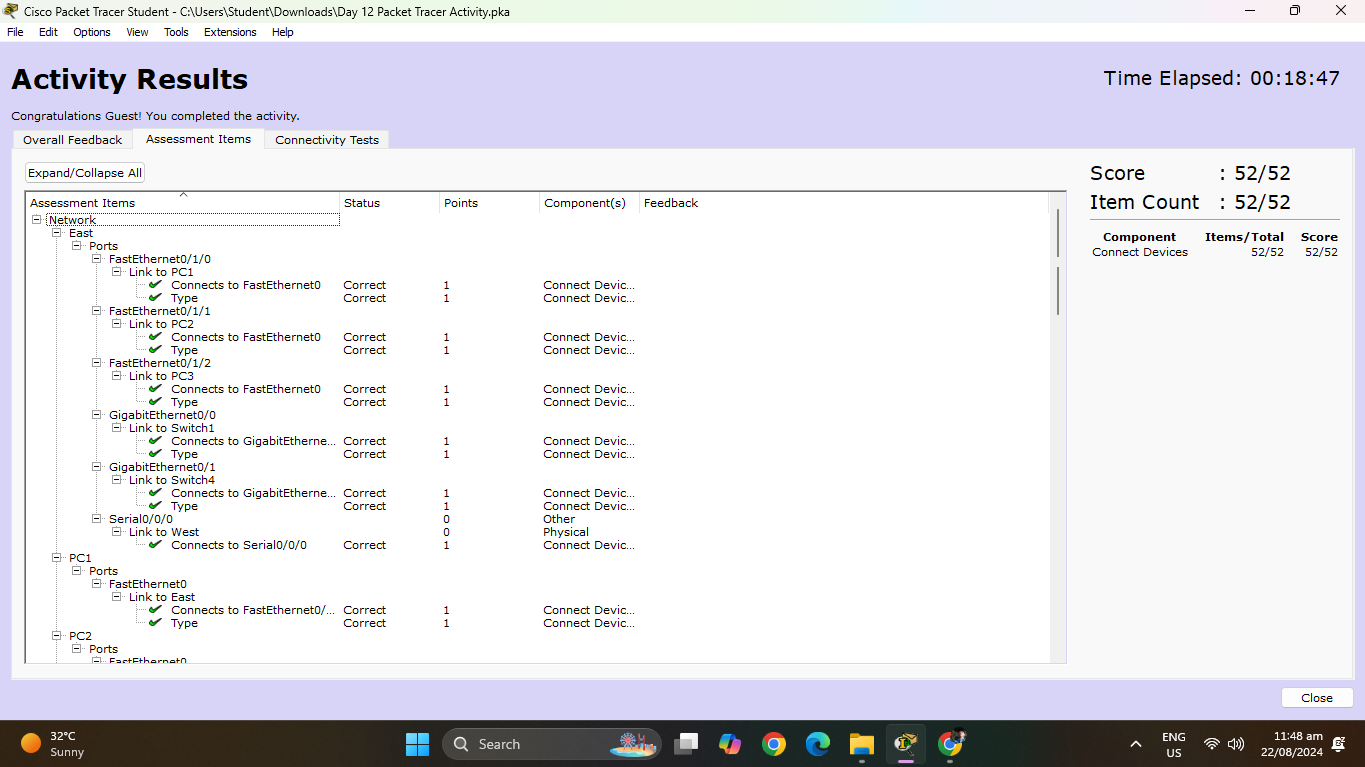 Cisco Packet Tracer Student - C:\Users\Student\Downloads\Day 12 Packet Tracer Activity.pka
File Edit Options View Tools Extensions Help
Activity Results
Time Elapsed: 00:18:47
Congratulations Guest! You completed the activity.
Overall Feedback Assessment Items Connectivity Tests
Expand/Collapse All
Assessment Items Status Points Component(s) Feedback
Network
East
Ports
FastEthernet0/1/0
Link to PC1
Connects to FastEthernet0 Correct 1 Connect Devic...
Type Correct 1 Connect Devic...
FastEthernet0/1/1
Link to PC2
Connects to FastEthernet0 Correct 1 Connect Devic...
Type Correct 1 Connect Devic...
FastEthernet0/1/2
Link to PC3
Connects to FastEthernet0 Correct 1 Connect Devic...
Type Correct 1 Connect Devic...
GigabitEthernet0/0
Link to Switch1
Connects to GigabitEtherne... Correct 1 Connect Devic...
Type Correct 1 Connect Devic...
GigabitEthernet0/1
Link to Switch4
Connects to GigabitEtherne... Correct 1 Connect Devic...
Type Correct 1 Connect Devic...
Serial0/0/0 0 Other
Link to West 0 Physical
Connects to Serial0/0/0 Correct 1 Connect Devic...
PC1
Ports
FastEthernet0
Link to East
Connects to FastEthernet0/... Correct 1 Connect Devic...
Type Correct 1 Connect Devic...
PC2
Ports
FastEthernet0
Score : 52/52
Item Count : 52/52
Component Items/Total Score
Connect Devices 52/52 52/52
Close
32°C
Sunny
Search
ENG
US
11:48 am
22/08/2024